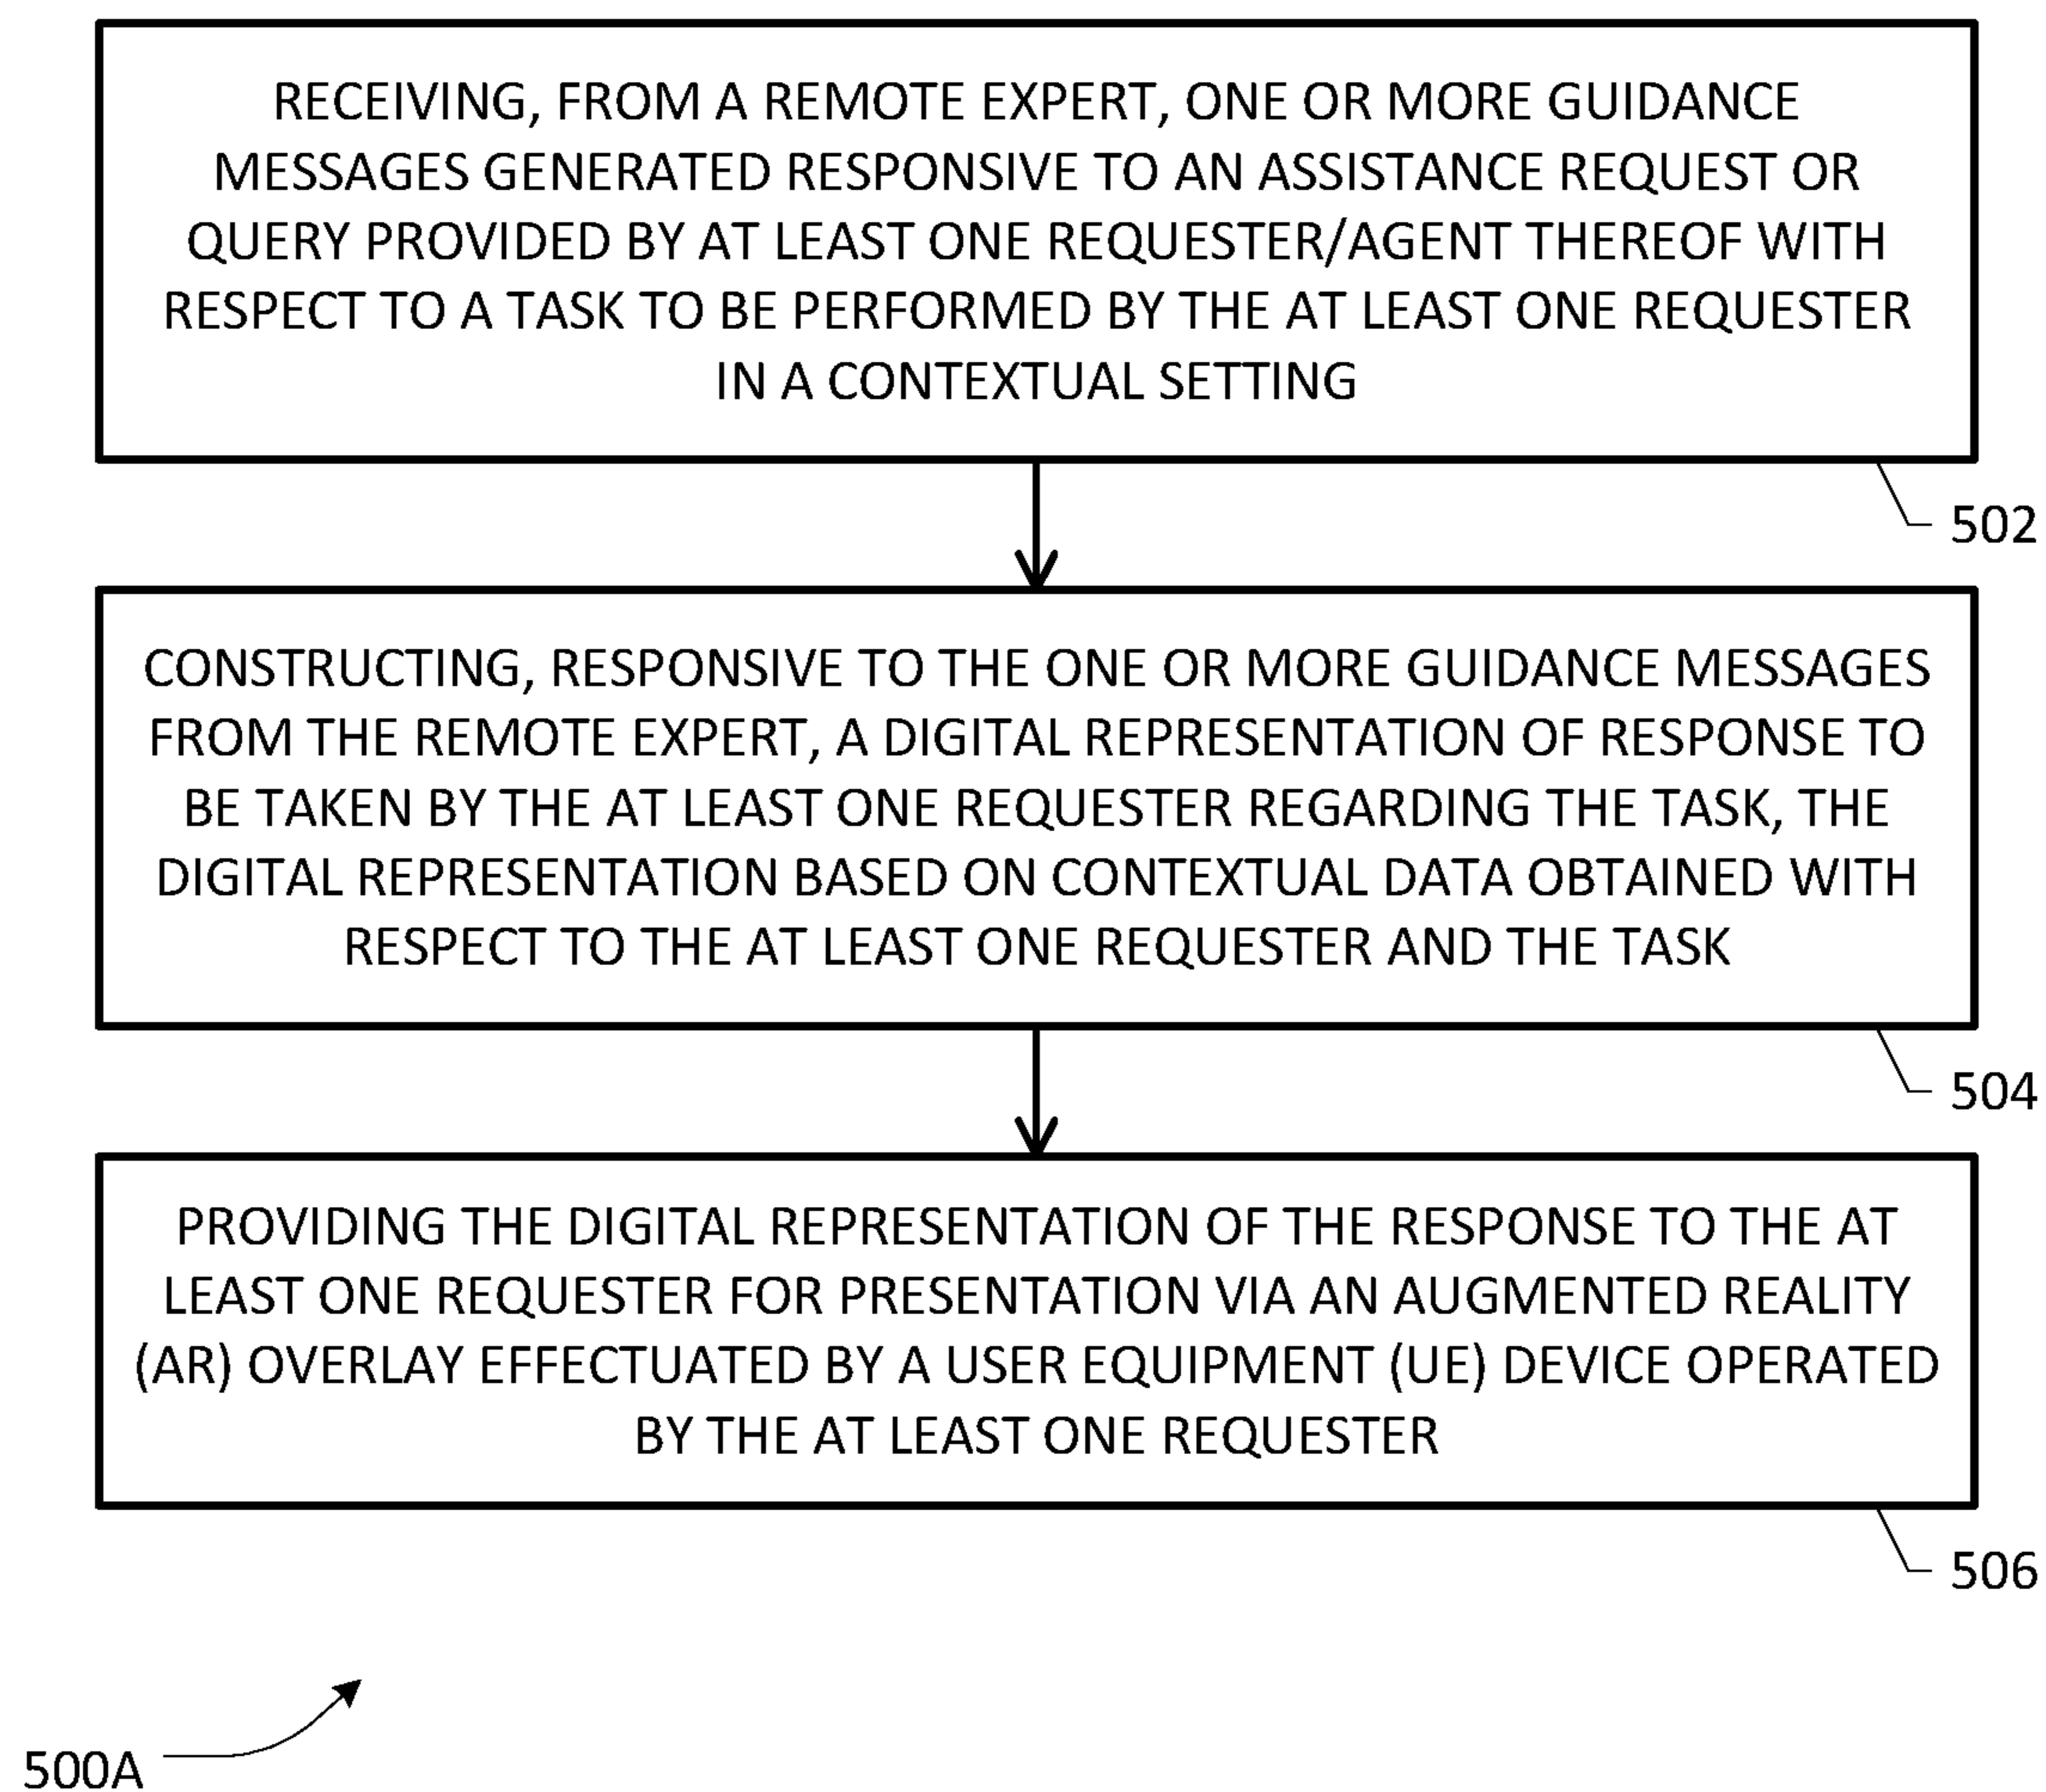 RECEIVING, FROM A REMOTE EXPERT, ONE OR MORE GUIDANCE
MESSAGES GENERATED RESPONSIVE TO AN ASSISTANCE REQUEST OR
QUERY PROVIDED BY AT LEAST ONE REQUESTER/AGENT THEREOF WITH
RESPECT TO A TASK TO BE PERFORMED BY THE AT LEAST ONE REQUESTER
IN A CONTEXTUAL SETTING
502
CONSTRUCTING, RESPONSIVE TO THE ONE OR MORE GUIDANCE MESSAGES
FROM THE REMOTE EXPERT, A DIGITAL REPRESENTATION OF RESPONSE TO
BE TAKEN BY THE AT LEAST ONE REQUESTER REGARDING THE TASK, THE
DIGITAL REPRESENTATION BASED ON CONTEXTUAL DATA OBTAINED WITH
RESPECT TO THE AT LEAST ONE REQUESTER AND THE TASK
504
PROVIDING THE DIGITAL REPRESENTATION OF THE RESPONSE TO THE AT
LEAST ONE REQUESTER FOR PRESENTATION VIA AN AUGMENTED REALITY
(AR) OVERLAY EFFECTUATED BY A USER EQUIPMENT (UE) DEVICE OPERATED
BY THE AT LEAST ONE REQUESTER
506
500A